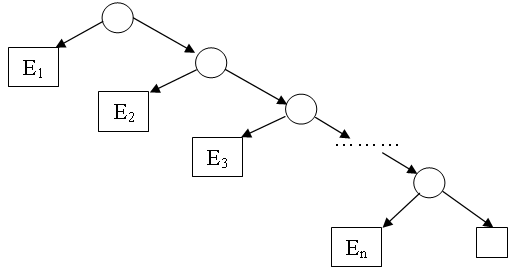 E₁
E₂
E₃
........
Eₙ